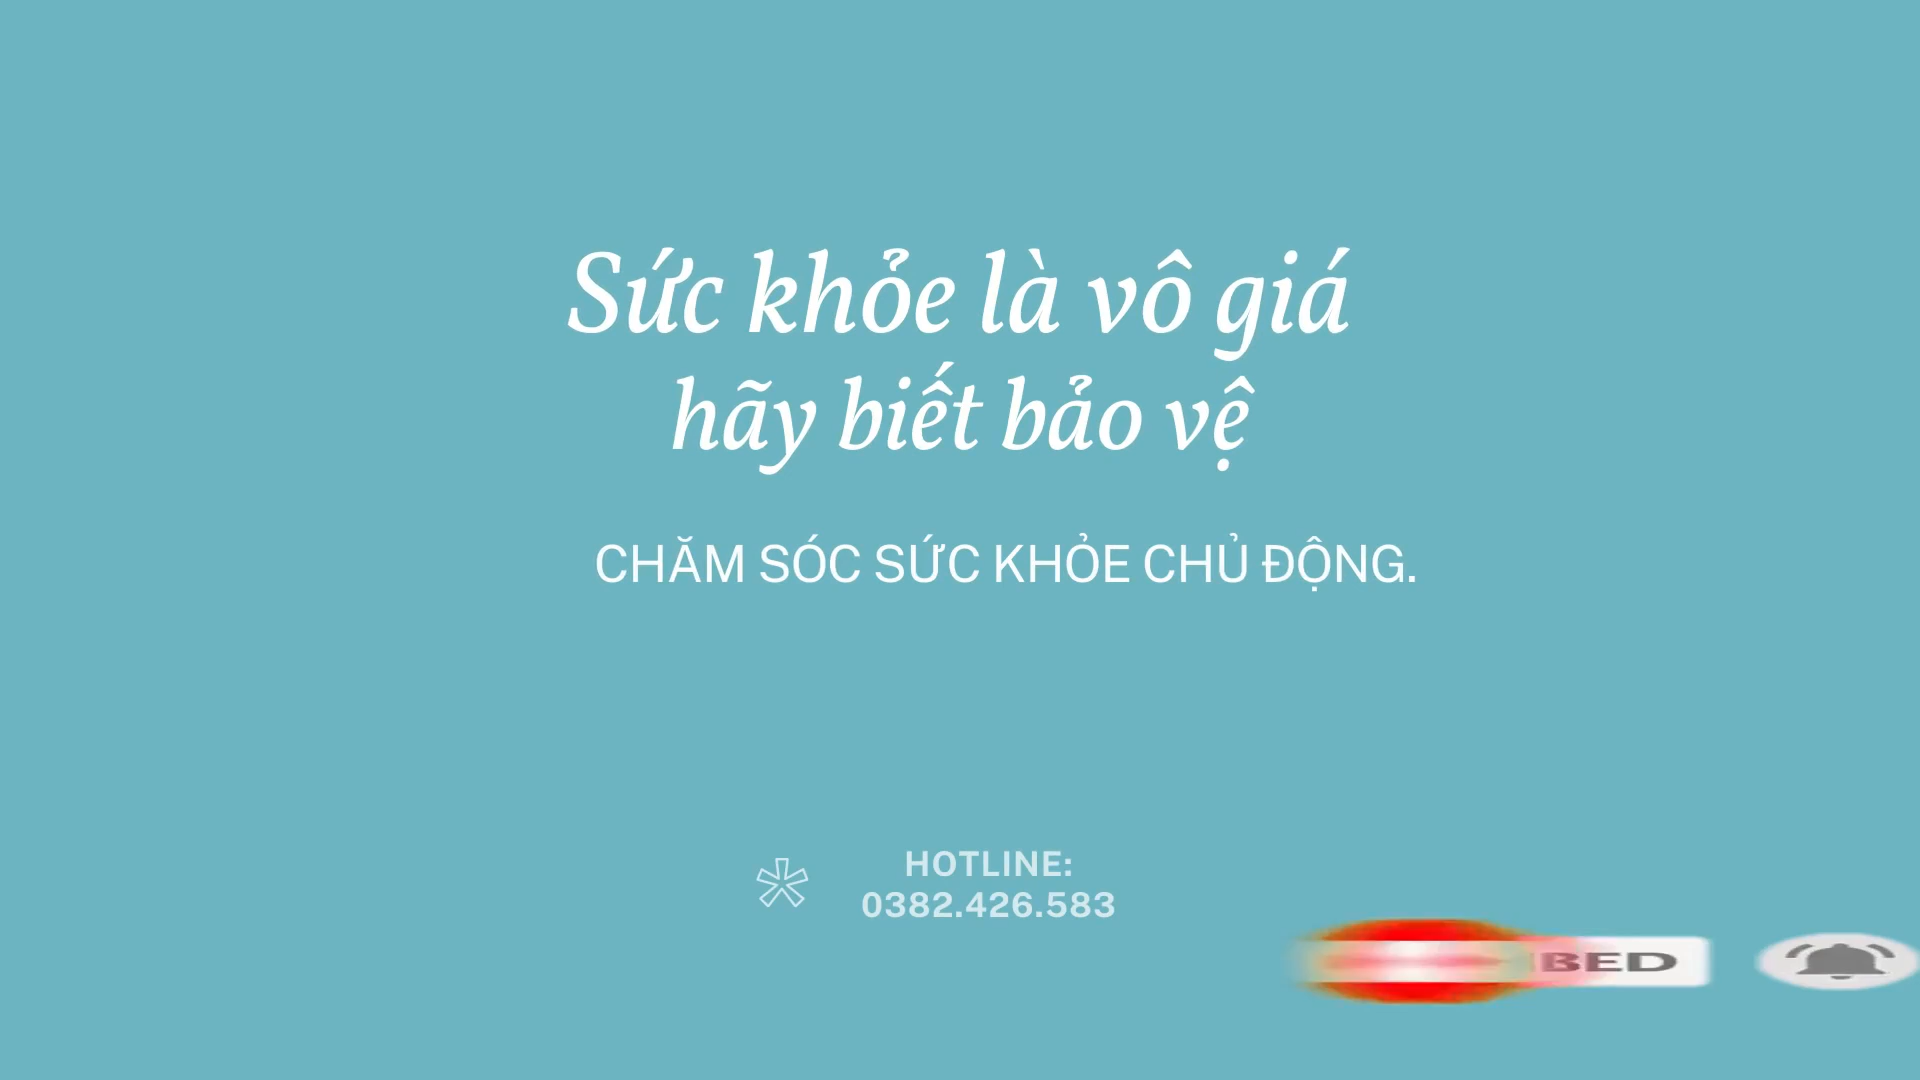 Sức khỏe là vô giá
hãy biết bảo vệ
CHĂM SÓC SỨC KHỎE CHỦ ĐỘNG.
HOTLINE:
0382.426.583